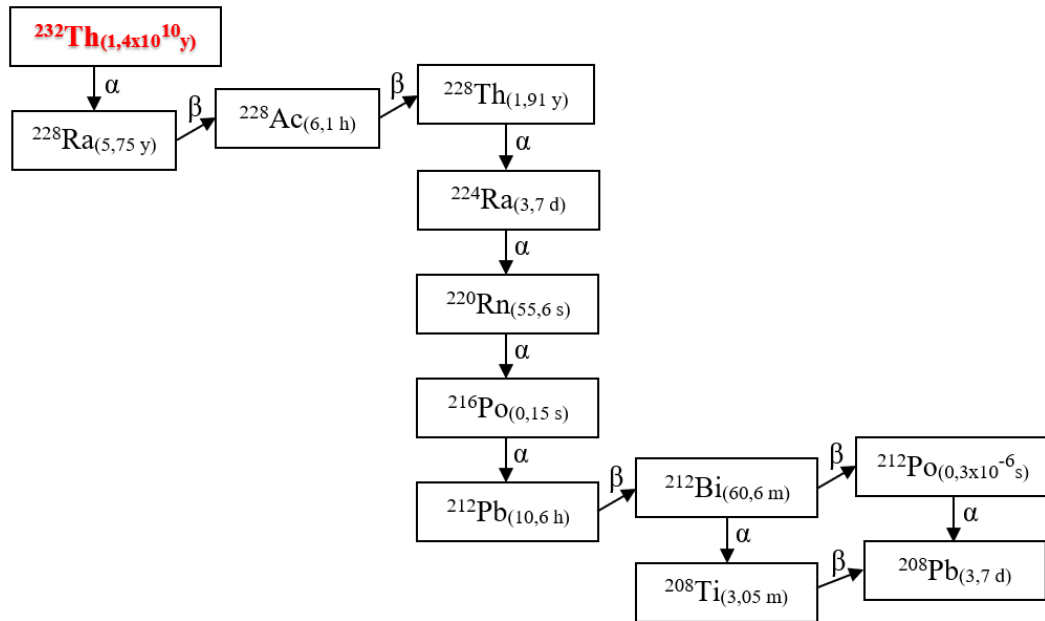 ²³²Th(1,4x10¹⁰y)
α
²²⁸Ra(5,75 y)
β
²²⁸Ac(6,1 h)
β
²²⁸Th(1,91 y)
α
²²⁴Ra(3,7 d)
α
²²⁰Rn(55,6 s)
α
²¹⁶Po(0,15 s)
α
²¹²Pb(10,6 h)
β
²¹²Bi(60,6 m)
β
²¹²Po(0,3x10⁻⁶s)
α
α
²⁰⁸Ti(3,05 m)
β
²⁰⁸Pb(3,7 d)